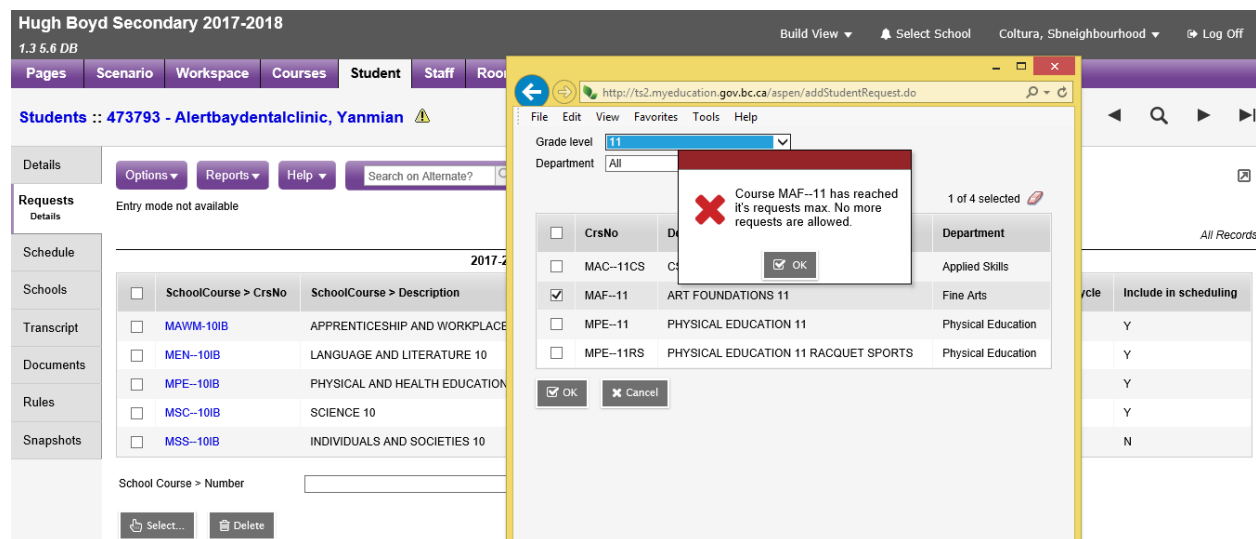 Hugh Boyd Secondary 2017-2018
1.3 5.6 DB
Build View
Select School
Coltura, Sbneighbourhood
Log Off
Pages
Scenario
Workspace
Courses
Student
Staff
Students :: 473793 - Alertbaydentalclinic, Yanmian
Details
Requests
Details
Schedule
Schools
Transcript
Documents
Rules
Snapshots
Options
Reports
Help
Search on Alternate?
Entry mode not available
All Records
SchoolCourse > CrsNo
SchoolCourse > Description
Include in scheduling
MAWM-10IB APPRENTICESHIP AND WORKPLACE Y
MEN--10IB LANGUAGE AND LITERATURE 10 Y
MPE--10IB PHYSICAL AND HEALTH EDUCATION Y
MSC--10IB SCIENCE 10 Y
MSS--10IB INDIVIDUALS AND SOCIETIES 10 N
School Course > Number
Select...
Delete
http://ts2.myeducation.gov.bc.ca/aspen/addStudentRequest.do
File Edit View Favorites Tools Help
Grade level 11
Department All
1 of 4 selected
CrsNo
Department
MAC--11CS Applied Skills
MAF--11 ART FOUNDATIONS 11 Fine Arts
MPE--11 PHYSICAL EDUCATION 11 Physical Education
MPE--11RS PHYSICAL EDUCATION 11 RACQUET SPORTS Physical Education
OK
Cancel
Course MAF--11 has reached
it's requests max. No more
requests are allowed.
OK